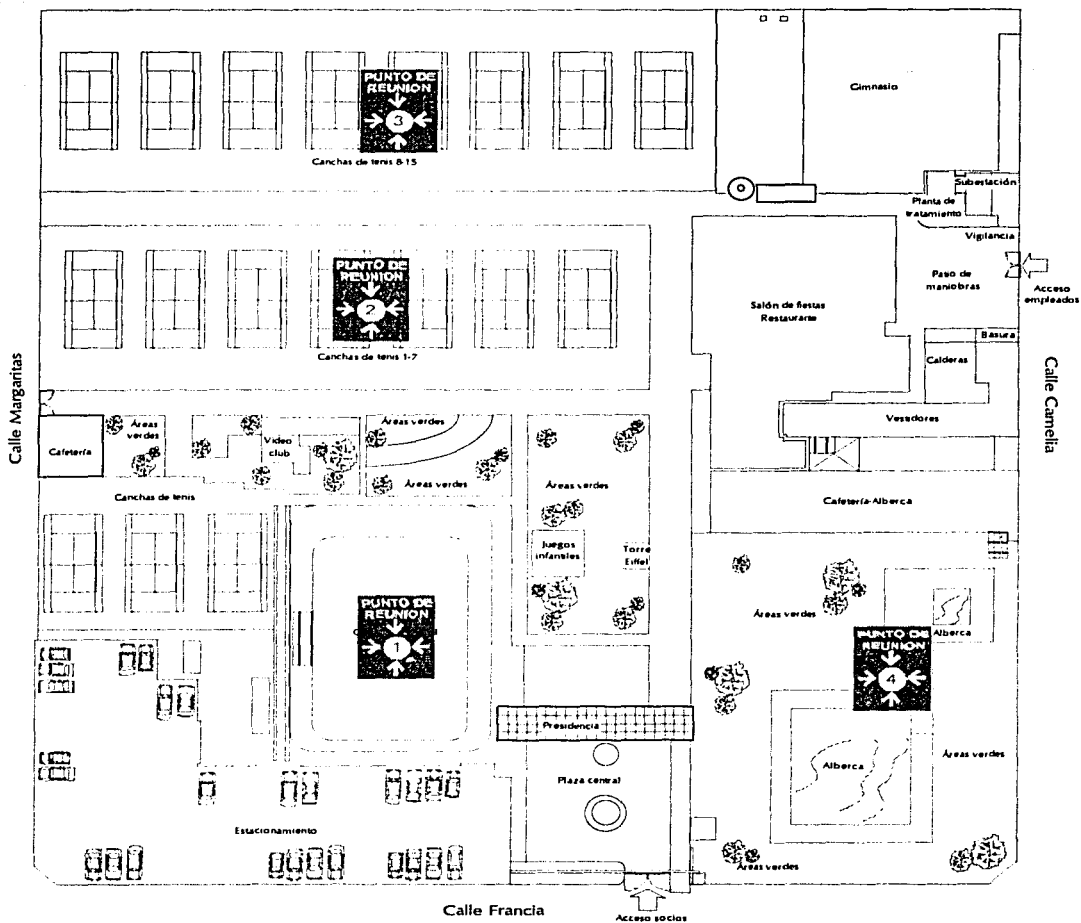 PUNTO DE
REUNION
3
Canchas de tenis 8-15
Gimnasio
Subestación
Planta de
tratamiento
Vigilancia
Acceso
empleados
Paso de
maniobras
PUNTO DE
REUNION
2
Canchas de tenis 1-7
Salón de fiestas
Restaurante
Basura
Calderas
Vestidores
Calle Margaritas
Calle Camelia
Cafetería
Áreas
verdes
Video
club
Áreas verdes
Áreas verdes
Áreas verdes
Cafetería-Alberca
Canchas de tenis
Juegos
infantiles
Torre
Eiffel
PUNTO DE
REUNION
1
Áreas verdes
Alberca
PUNTO DE
REUNION
4
Presidencia
Plaza central
Alberca
Áreas verdes
Estacionamiento
Áreas verdes
Calle Francia
Acceso socios